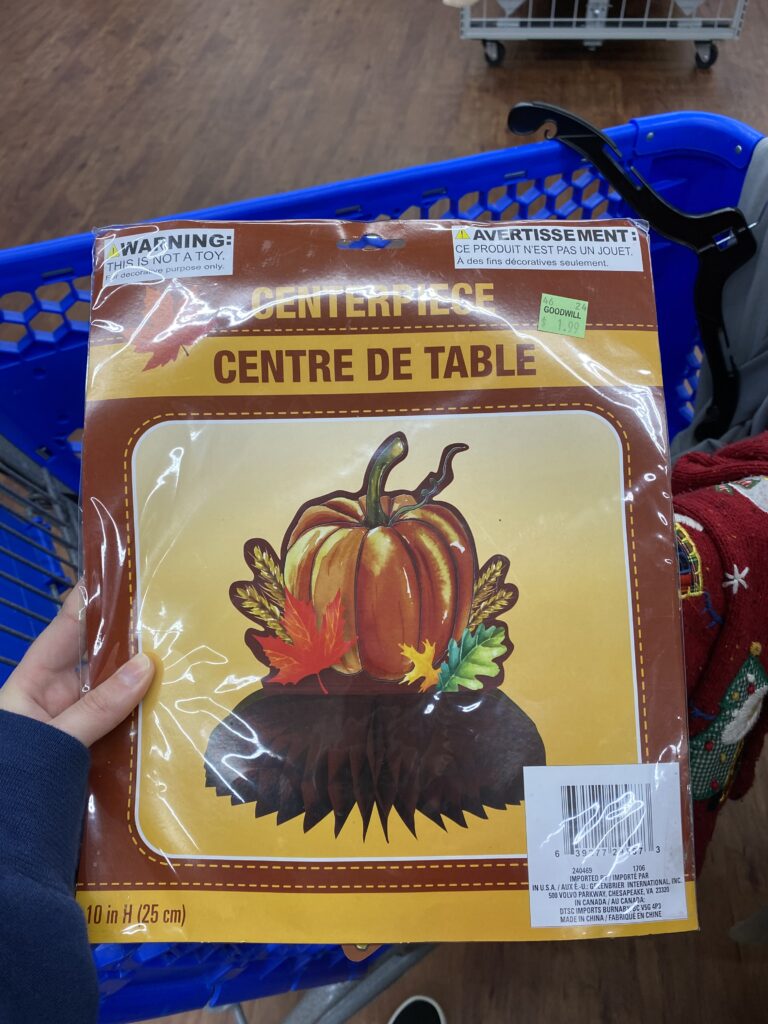 WARNING:
THIS IS NOT A TOY.
For decorative purpose only.
AVERTISSEMENT:
CE PRODUIT N'EST PAS UN JOUET.
À des fins décoratives seulement.
CENTERPIECE
46 24
GOODWILL
$ 1.99
CENTRE DE TABLE
10 in H (25 cm)
240469 1706
IMPORTED BY / IMPORTÉ PAR
IN U.S.A. / AUX É.-U.: GREENBRIER INTERNATIONAL, INC.
500 VOLVO PARKWAY, CHESAPEAKE, VA 23320
IN CANADA / AU CANADA:
DTSC IMPORTS BURNABY, BC V5G 4P3
MADE IN CHINA / FABRIQUÉ EN CHINE